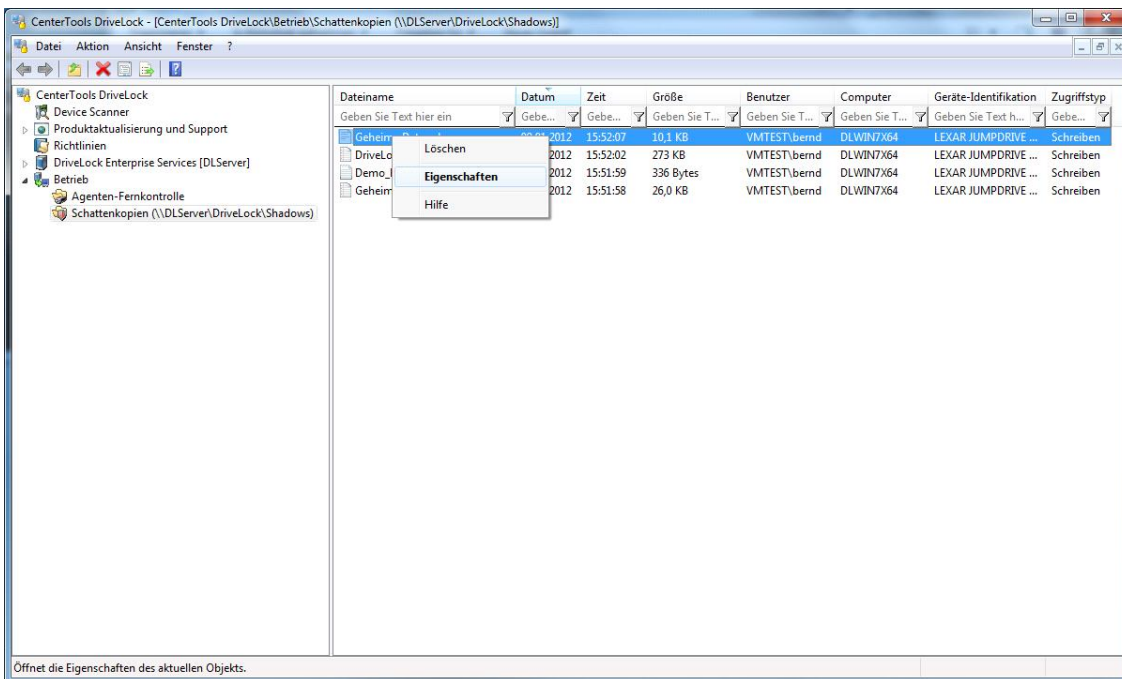 CenterTools DriveLock - [CenterTools DriveLock\Betrieb\Schattenkopien (\\DLServer\DriveLock\Shadows)]
Datei Aktion Ansicht Fenster ?
CenterTools DriveLock
Device Scanner
Produktaktualisierung und Support
Richtlinien
DriveLock Enterprise Services [DLServer]
Betrieb
Agenten-Fernkontrolle
Schattenkopien (\\DLServer\DriveLock\Shadows)
Dateiname Datum Zeit Größe Benutzer Computer Geräte-Identifikation Zugriffstyp
Geben Sie Text hier ein Gebe... Gebe... Geben Sie T... Geben Sie T... Geben Sie T... Geben Sie Text h... Gebe...
2012 15:52:07 10,1 KB VMTEST\bernd DLWIN7X64 LEXAR JUMPDRIVE ... Schreiben
DriveLo 2012 15:52:02 273 KB VMTEST\bernd DLWIN7X64 LEXAR JUMPDRIVE ... Schreiben
Demo_ 2012 15:51:59 336 Bytes VMTEST\bernd DLWIN7X64 LEXAR JUMPDRIVE ... Schreiben
Geheim 2012 15:51:58 26,0 KB VMTEST\bernd DLWIN7X64 LEXAR JUMPDRIVE ... Schreiben
Löschen
Eigenschaften
Hilfe
Öffnet die Eigenschaften des aktuellen Objekts.